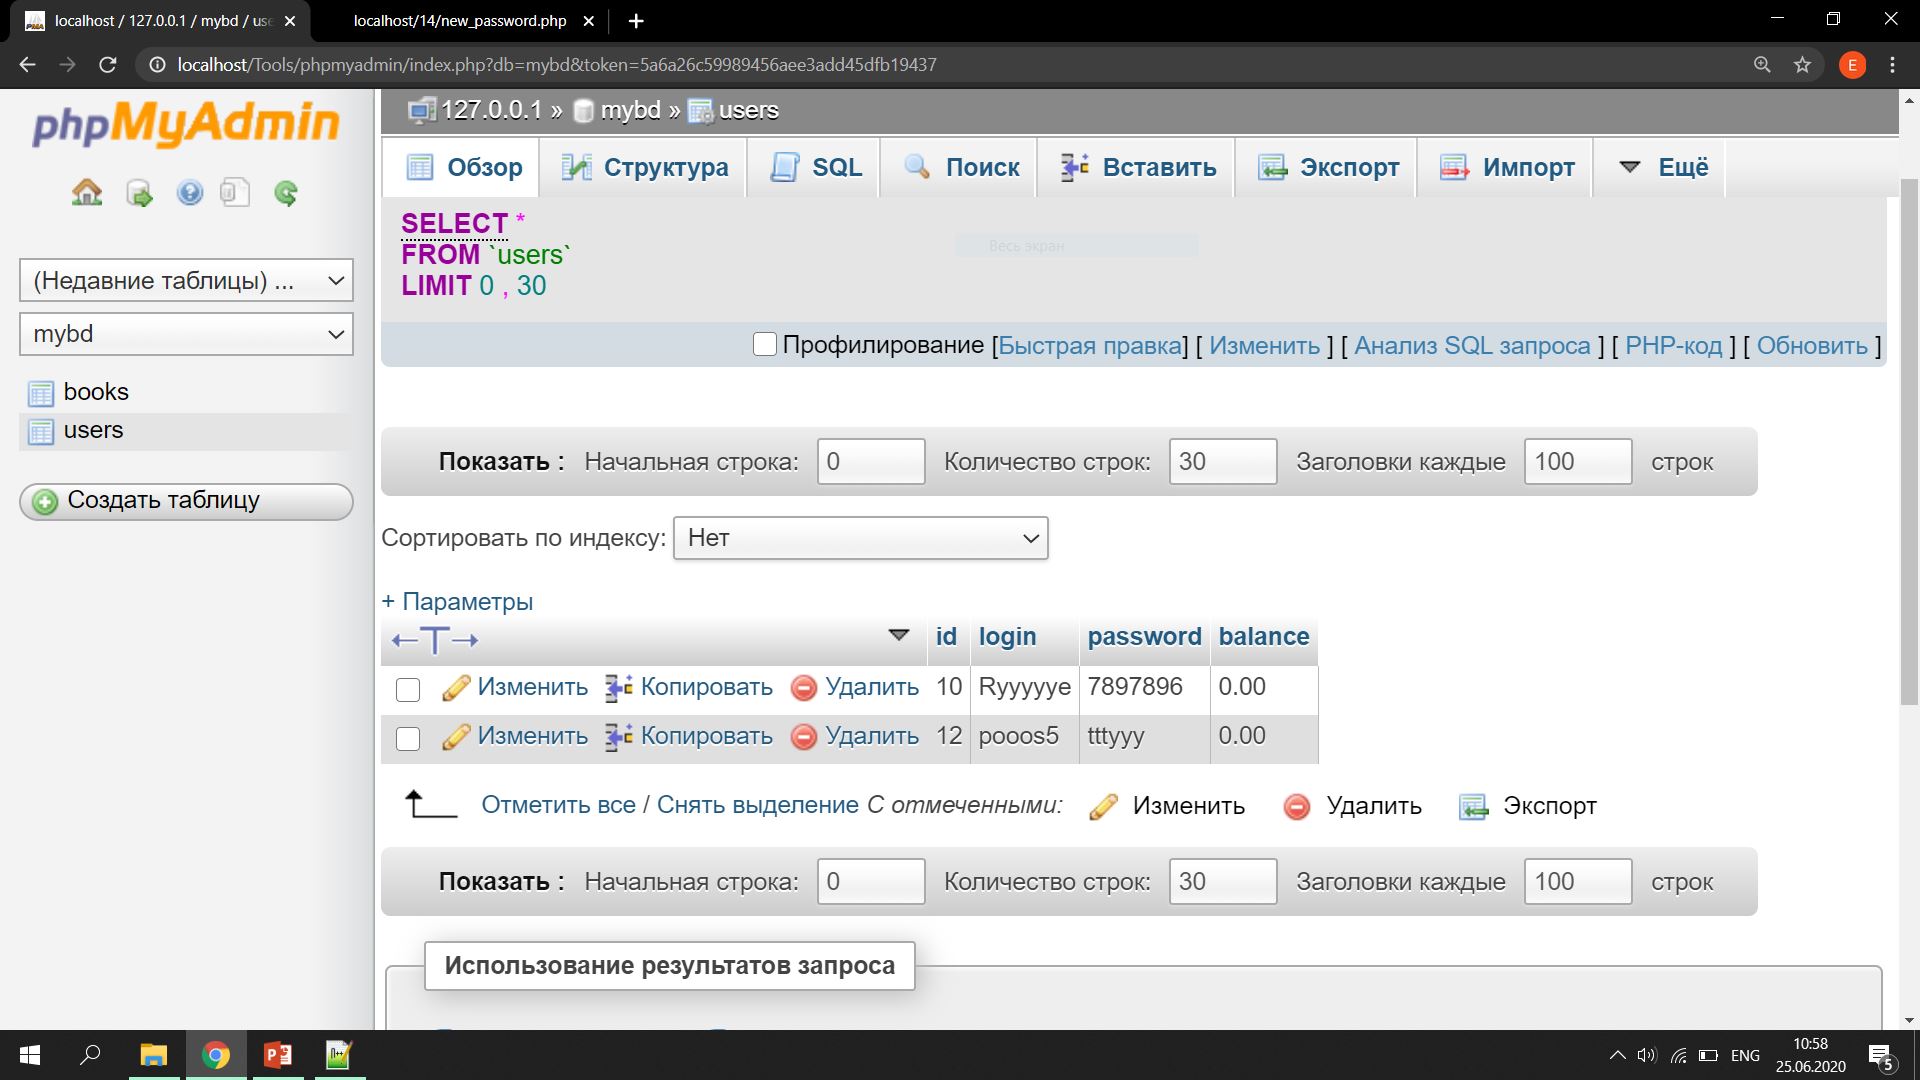 localhost / 127.0.0.1 / mybd / use
localhost/14/new_password.php
localhost/Tools/phpmyadmin/index.php?db=mybd&token=5a6a26c59989456aee3add45dfb19437
E
phpMyAdmin
(Недавние таблицы) ...
mybd
books
users
Создать таблицу
127.0.0.1 » mybd » users
Обзор Структура SQL Поиск Вставить Экспорт Импорт Ещё
SELECT *
FROM `users`
LIMIT 0 , 30
Весь экран
Профилирование [Быстрая правка] [ Изменить ] [ Анализ SQL запроса ] [ PHP-код ] [ Обновить ]
Показать : Начальная строка: 0 Количество строк: 30 Заголовки каждые 100 строк
Сортировать по индексу: Нет
+ Параметры
←T→ id login password balance
Изменить Копировать Удалить 10 Ryyyyye 7897896 0.00
Изменить Копировать Удалить 12 pooos5 tttyyy 0.00
Отметить все / Снять выделение С отмеченными: Изменить Удалить Экспорт
Показать : Начальная строка: 0 Количество строк: 30 Заголовки каждые 100 строк
Использование результатов запроса
ENG
10:58
25.06.2020
5